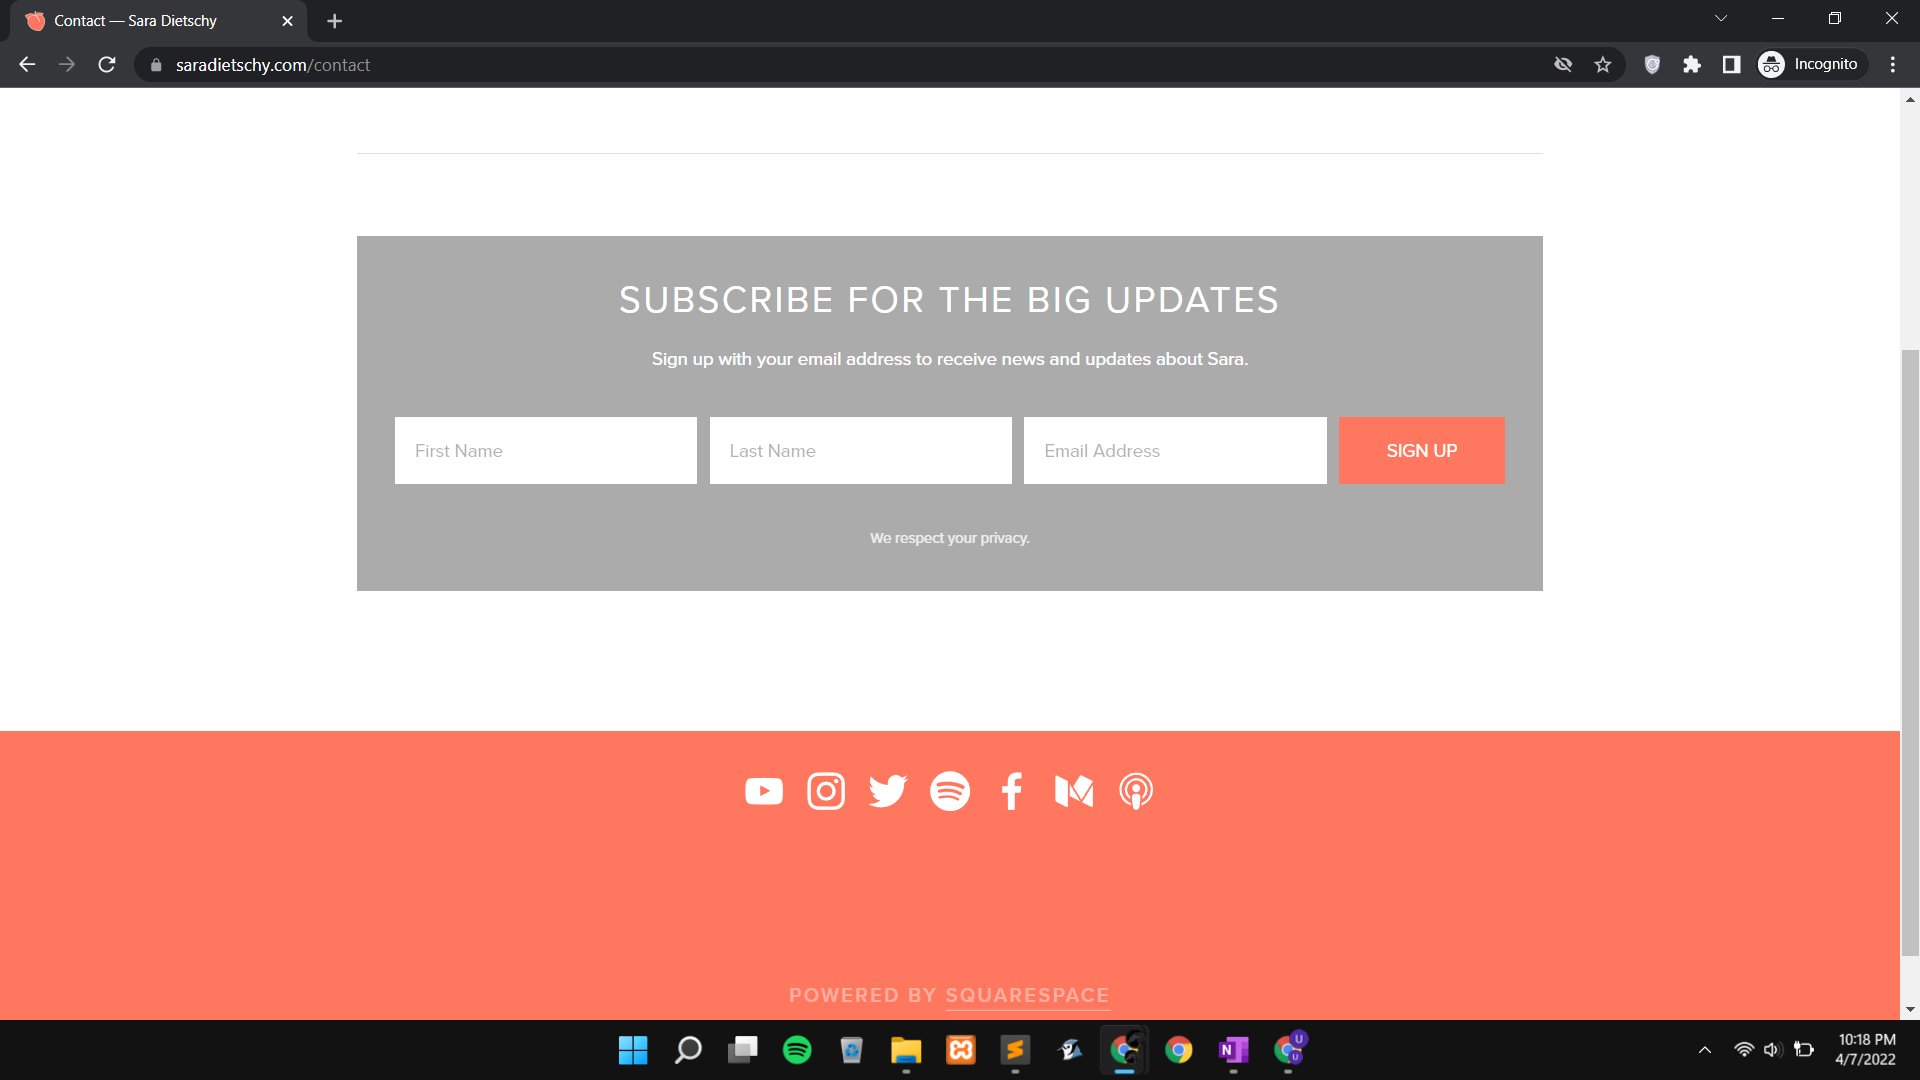 Contact — Sara Dietschy
saradietschy.com/contact
Incognito
SUBSCRIBE FOR THE BIG UPDATES
Sign up with your email address to receive news and updates about Sara.
First Name
Last Name
Email Address
SIGN UP
We respect your privacy.
POWERED BY SQUARESPACE
N
U
U
10:18 PM
4/7/2022